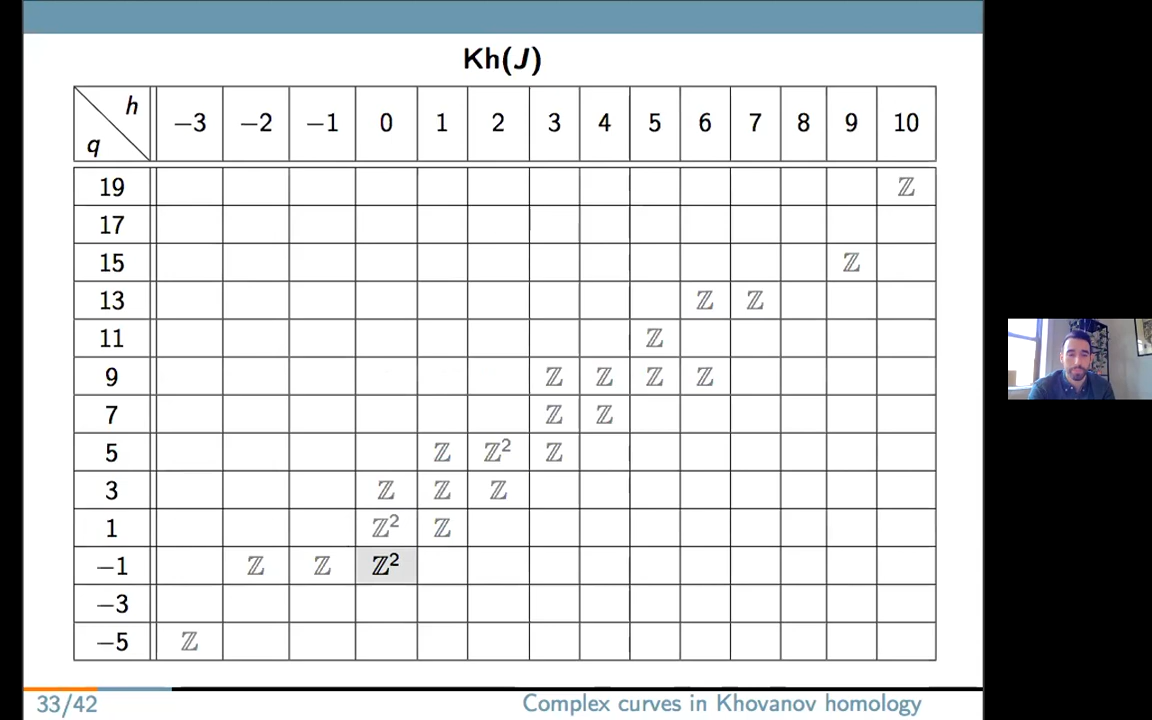 Kh(J)
h
q
−3 −2 −1 0 1 2 3 4 5 6 7 8 9 10
19 ℤ
17
15 ℤ
13 ℤ ℤ
11 ℤ
9 ℤ ℤ ℤ ℤ
7 ℤ ℤ
5 ℤ ℤ² ℤ
3 ℤ ℤ ℤ
1 ℤ² ℤ
−1 ℤ ℤ ℤ²
−3
−5 ℤ
33/42 Complex curves in Khovanov homology